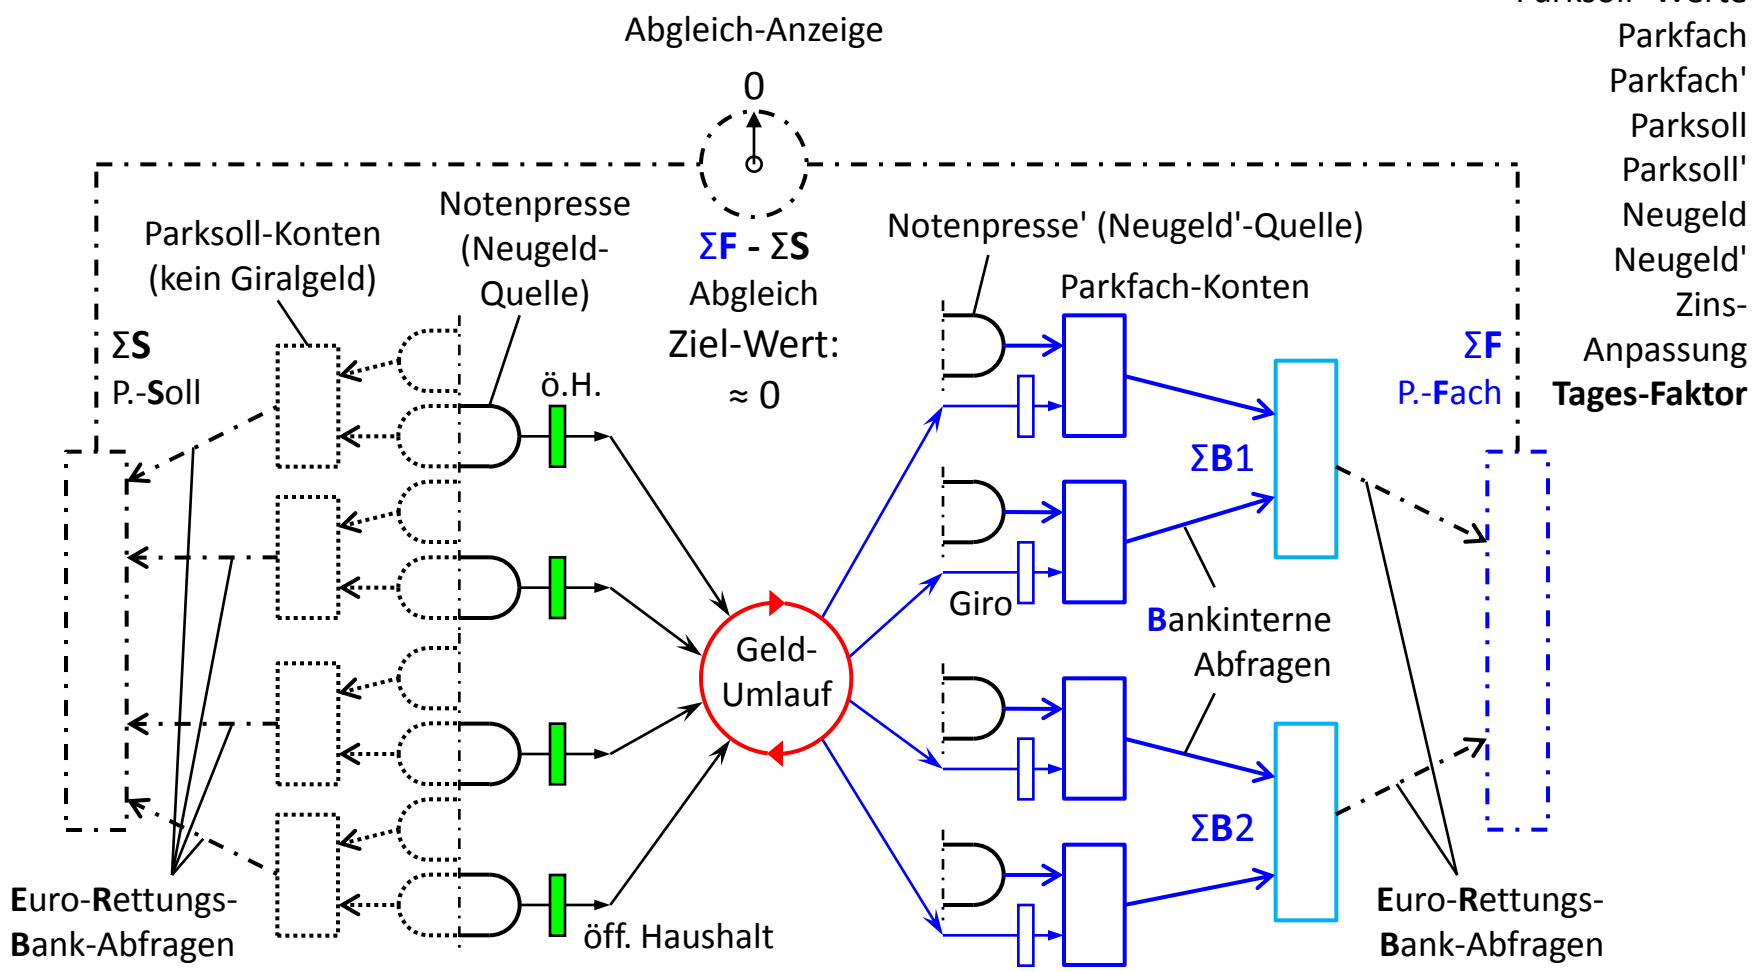 Parksoll-Werte
Parkfach
Parkfach'
Parksoll
Parksoll'
Neugeld
Neugeld'
Zins-
Anpassung
Tages-Faktor
Abgleich-Anzeige
0
ΣF - ΣS
Abgleich
Ziel-Wert:
≈ 0
Parksoll-Konten
(kein Giralgeld)
Notenpresse
(Neugeld-
Quelle)
Notenpresse' (Neugeld'-Quelle)
Parkfach-Konten
ΣS
P.-Soll
ö.H.
ΣF
P.-Fach
ΣB1
Giro
Geld-
Umlauf
Bankinterne
Abfragen
ΣB2
Euro-Rettungs-
Bank-Abfragen
öff. Haushalt
Euro-Rettungs-
Bank-Abfragen